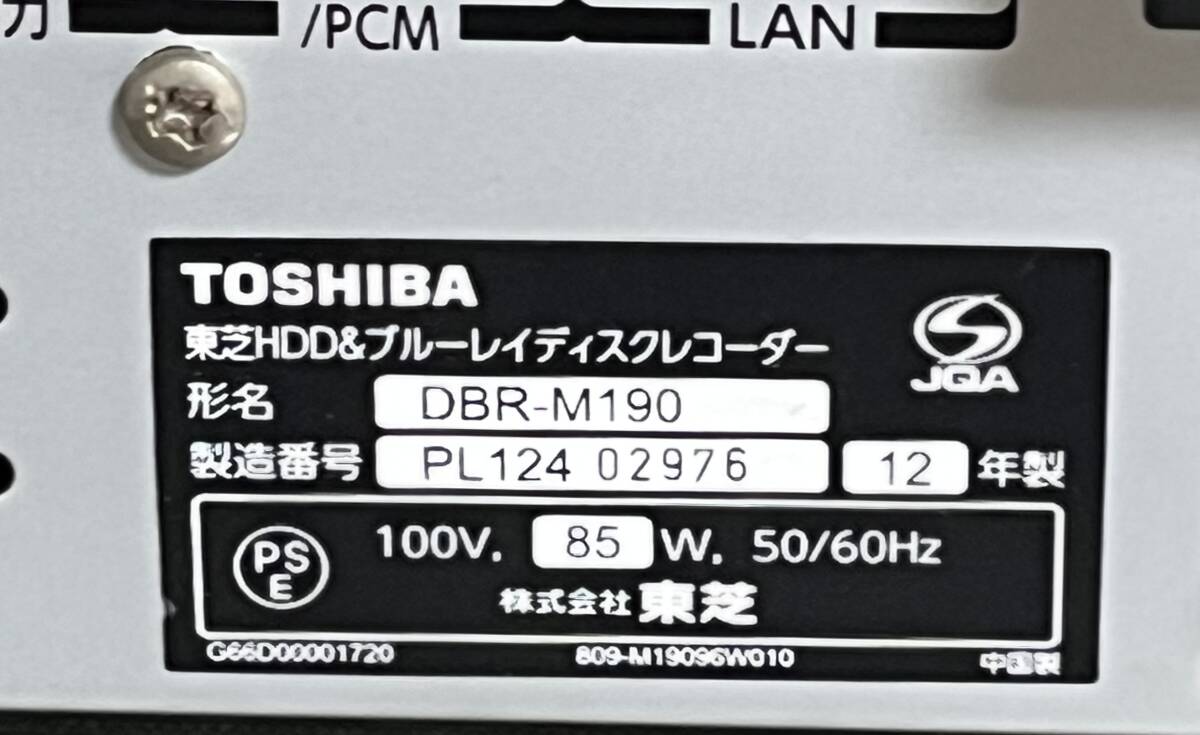 力 /PCM LAN
TOSHIBA
東芝HDD&ブルーレイディスクレコーダー
JQA
形名 DBR-M190
製造番号 PL124 02976 12 年製
PSE 100V, 85 W, 50/60Hz
株式会社 東芝
G66D00001720 809-M19096W010 中国製